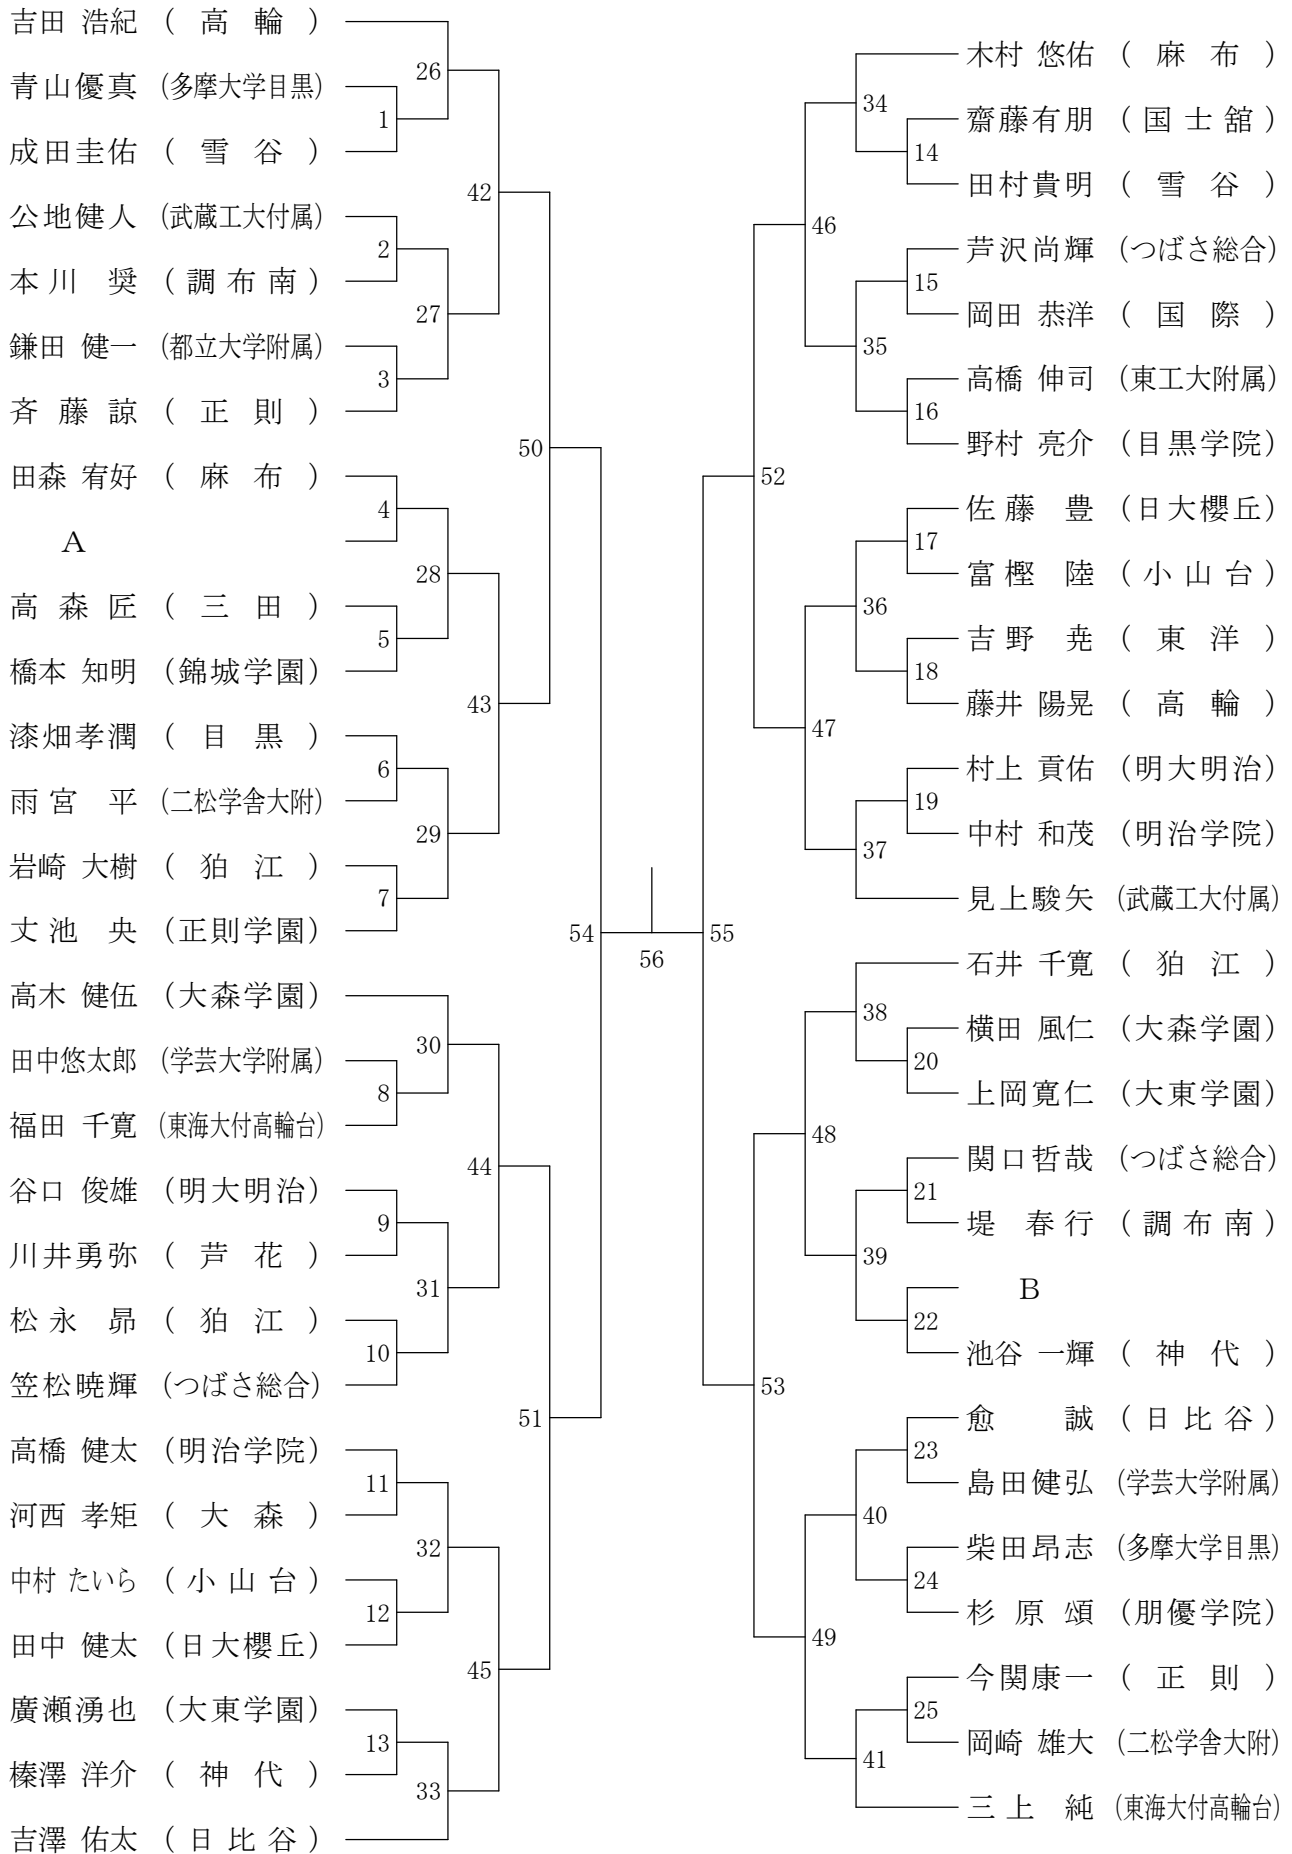 吉田 浩紀 ( 高 輪 )
26
青山優真 (多摩大学目黒)
1
成田圭佑 ( 雪 谷 )
42
公地健人 (武蔵工大付属)
2
本川 奨 (調布南)
27
鎌田 健一 (都立大学附属)
3
斉藤諒 ( 正 則 )
50
田森 宥好 ( 麻 布 )
4
A
28
高森匠 ( 三 田 )
5
橋本 知明 (錦城学園)
43
漆畑孝潤 ( 目 黒 )
6
雨宮 平 (二松学舎大附)
29
岩崎 大樹 ( 狛 江 )
7
丈池 央 (正則学園)
54
56
55
高木 健伍 (大森学園)
30
田中悠太郎 (学芸大学附属)
8
福田 千寛 (東海大付高輪台)
44
谷口 俊雄 (明大明治)
9
川井勇弥 ( 芦 花 )
31
松永 昴 ( 狛 江 )
10
笠松暁輝 (つばさ総合)
51
高橋 健太 (明治学院)
11
河西 孝矩 ( 大 森 )
32
中村 たいら (小山台)
12
田中 健太 (日大櫻丘)
45
廣瀬湧也 (大東学園)
13
榛澤 洋介 ( 神 代 )
33
吉澤 佑太 (日比谷)
木村 悠佑 ( 麻 布 )
34
齋藤有朋 (国士舘)
14
田村貴明 ( 雪 谷 )
46
芦沢尚輝 (つばさ総合)
15
岡田 恭洋 ( 国 際 )
35
高橋 伸司 (東工大附属)
16
野村 亮介 (目黒学院)
52
佐藤 豊 (日大櫻丘)
17
富樫 陸 (小山台)
36
吉野 尭 ( 東 洋 )
18
藤井 陽晃 ( 高 輪 )
47
村上 貢佑 (明大明治)
19
中村 和茂 (明治学院)
37
見上駿矢 (武蔵工大付属)
石井 千寛 ( 狛 江 )
38
横田 風仁 (大森学園)
20
上岡寛仁 (大東学園)
48
関口哲哉 (つばさ総合)
21
堤 春行 (調布南)
39
B
22
池谷 一輝 ( 神 代 )
53
愈 誠 (日比谷)
23
島田健弘 (学芸大学附属)
40
柴田昂志 (多摩大学目黒)
24
杉原頌 (朋優学院)
49
今関康一 ( 正 則 )
25
岡崎 雄大 (二松学舎大附)
41
三上 純 (東海大付高輪台)